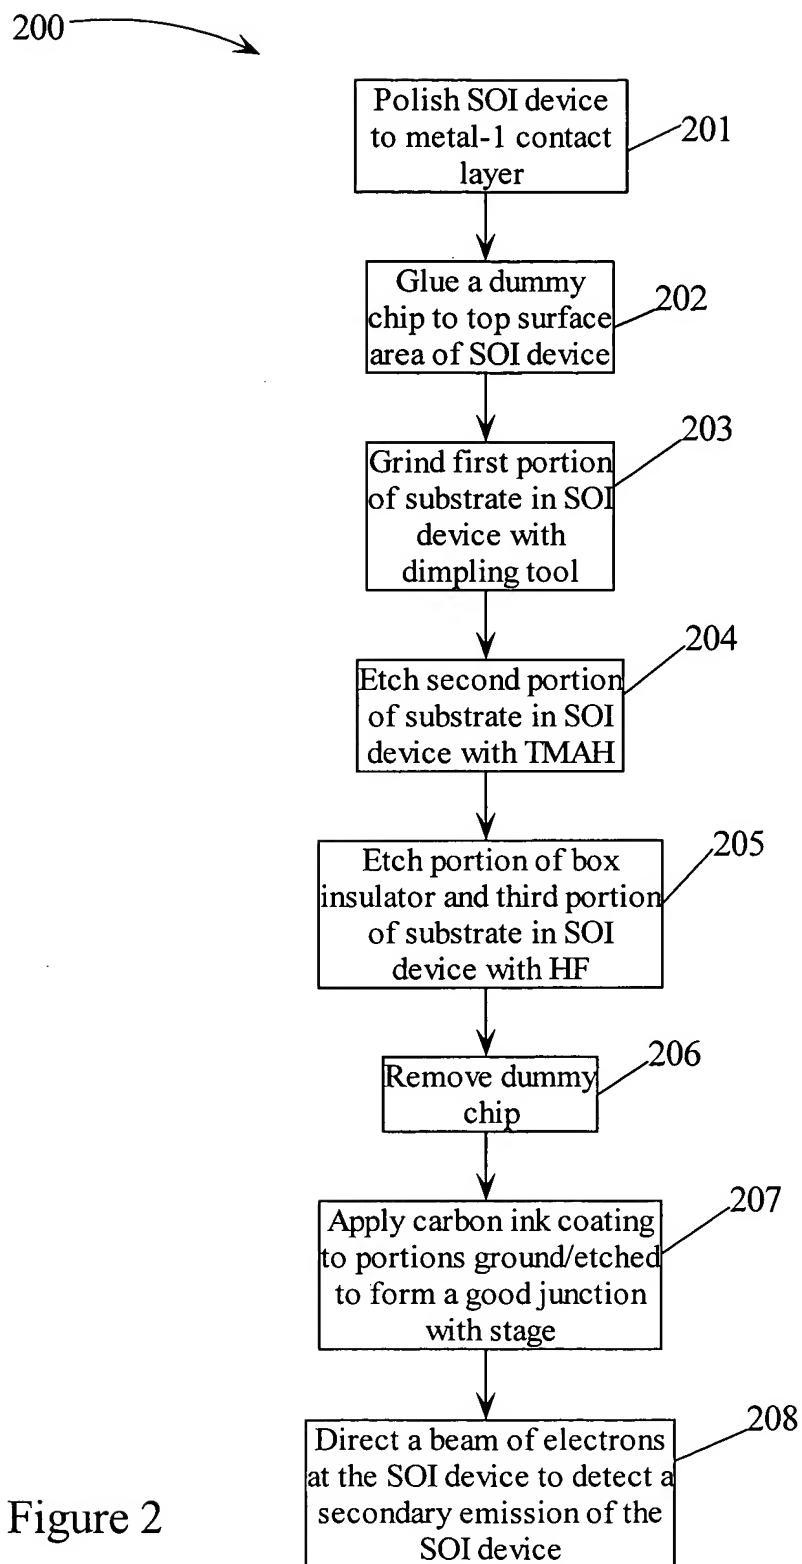 200
Polish SOI device
to metal-1 contact
layer
201
Glue a dummy
chip to top surface
area of SOI device
202
Grind first portion
of substrate in SOI
device with
dimpling tool
203
Etch second portion
of substrate in SOI
device with TMAH
204
Etch portion of box
insulator and third portion
of substrate in SOI
device with HF
205
Remove dummy
chip
206
Apply carbon ink coating
to portions ground/etched
to form a good junction
with stage
207
Direct a beam of electrons
at the SOI device to detect a
secondary emission of the
SOI device
208
Figure 2